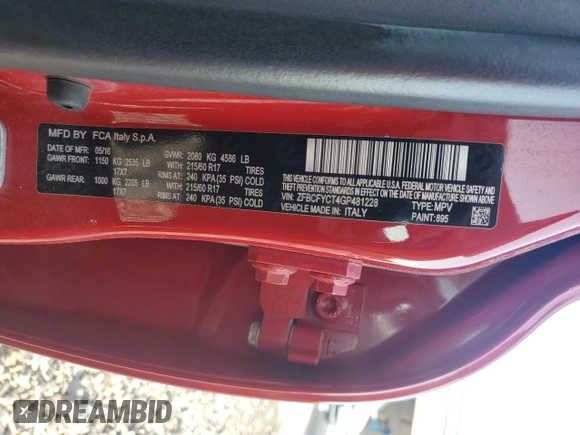 MFD BY FCA Italy S.p.A.
DATE OF MFR: 05/16 GVWR: 2080 KG 4586 LB
GAWR FRONT: 1150 KG 2535 LB WITH: 215/60 R17 TIRES
17X7 RIMS AT: 240 KPA(35 PSI) COLD
GAWR REAR: 1000 KG 2205 LB WITH: 215/60 R17 TIRES
17X7 RIMS AT: 240 KPA(35 PSI) COLD
THIS VEHICLE CONFORMS TO ALL APPLICABLE
U.S.A. FEDERAL MOTOR VEHICLE SAFETY,
BUMPER, AND THEFT PREVENTION STANDARDS IN
EFFECT ON THE DATE OF MANUFACTURE SHOWN ABOVE
VIN: ZFBCFYCT4GP481228 TYPE: MPV
VEHICLE MADE IN: ITALY PAINT: 895
DREAMBID